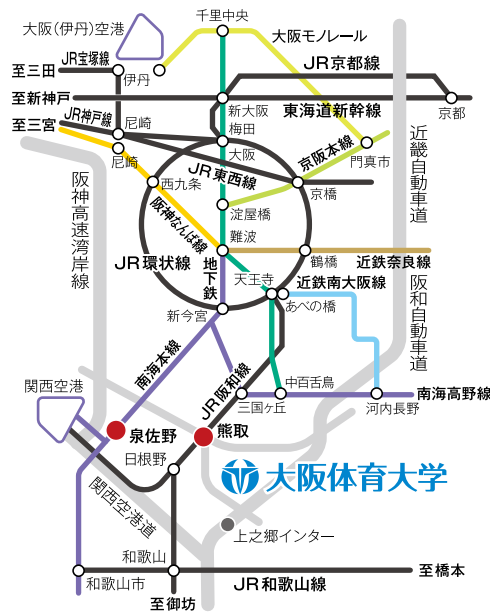 大阪(伊丹)空港
千里中央
大阪モノレール
JR宝塚線
JR京都線
至三田
伊丹
至新神戸
新大阪
東海道新幹線
京都
JR神戸線
尼崎
梅田
至三宮
大阪
京阪本線
門真市
近畿自動車道
尼崎
JR東西線
阪神高速湾岸線
西九条
京橋
阪神なんば線
淀屋橋
難波
JR環状線
地下鉄
鶴橋
近鉄奈良線
天王寺
近鉄南大阪線
阪和自動車道
あべの橋
新今宮
南海本線
JR阪和線
関西空港
中百舌鳥
三国ヶ丘
河内長野
南海高野線
泉佐野
熊取
日根野
大阪体育大学
関西空港道
上之郷インター
和歌山
和歌山市
JR和歌山線
至橋本
至御坊